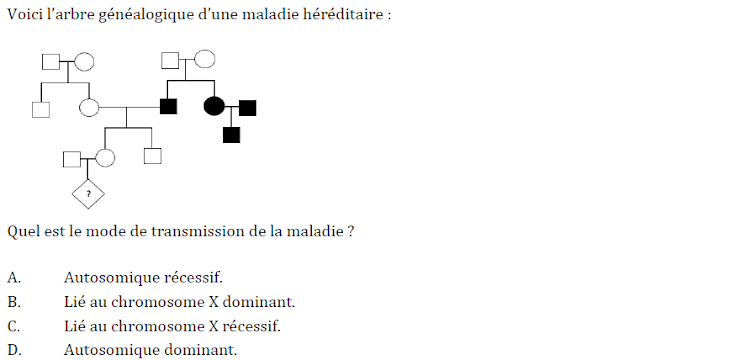 Voici l'arbre généalogique d'une maladie héréditaire :
?
Quel est le mode de transmission de la maladie ?
A. Autosomique récessif.
B. Lié au chromosome X dominant.
C. Lié au chromosome X récessif.
D. Autosomique dominant.